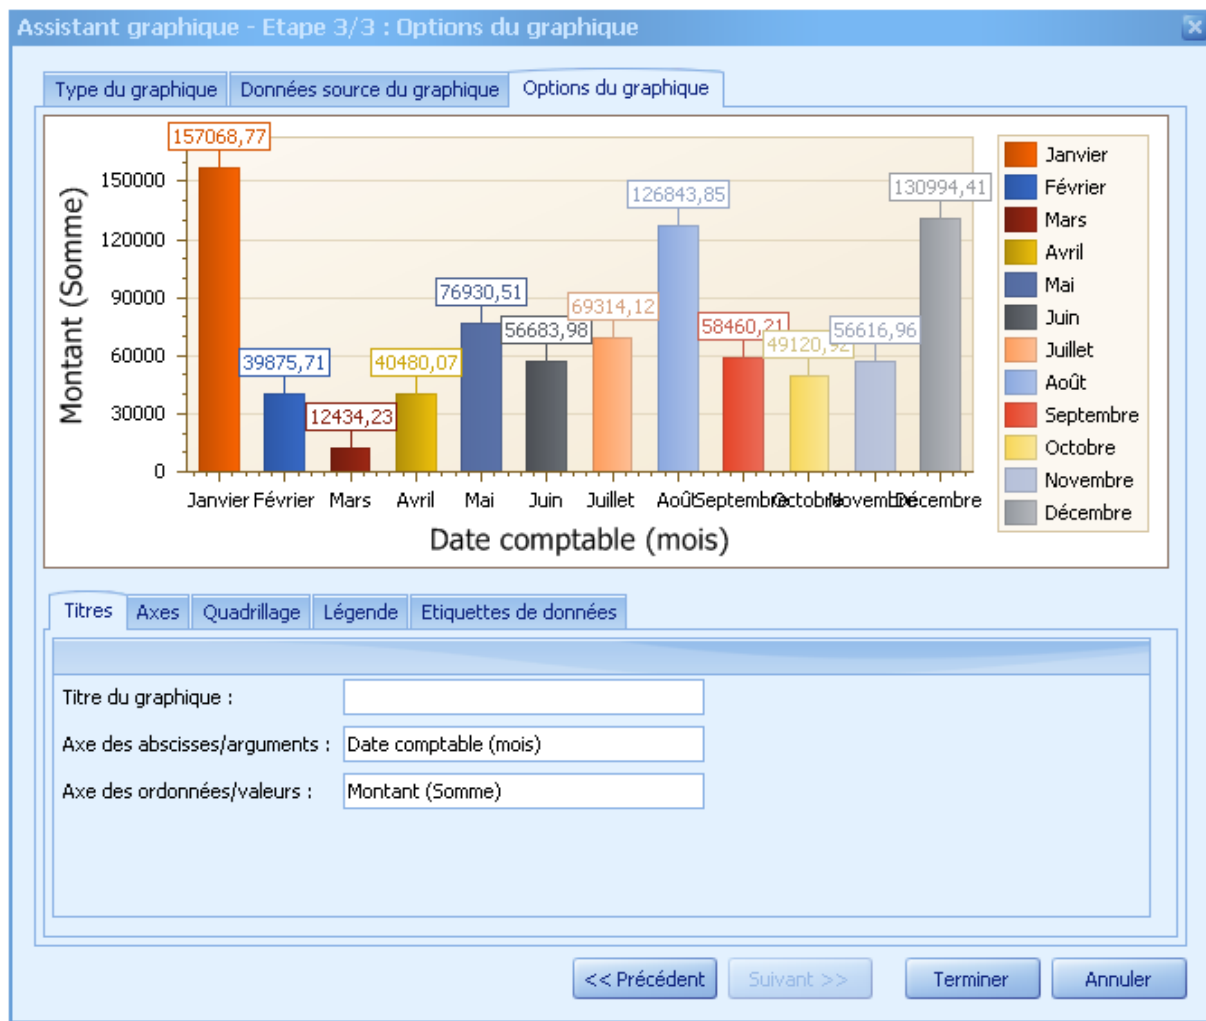 Assistant graphique - Etape 3/3 : Options du graphique
Type du graphique Données source du graphique Options du graphique
157068,77
39875,71
12434,23
40480,07
76930,51
56683,98
69314,12
126843,85
58460,21
49120,92
56616,96
130994,41
Montant (Somme)
150000
120000
90000
60000
30000
0
Janvier Février Mars Avril Mai Juin Juillet Août Septembre Octobre Novembre Décembre
Date comptable (mois)
Janvier
Février
Mars
Avril
Mai
Juin
Juillet
Août
Septembre
Octobre
Novembre
Décembre
Titres Axes Quadrillage Légende Etiquettes de données
Titre du graphique :
Axe des abscisses/arguments : Date comptable (mois)
Axe des ordonnées/valeurs : Montant (Somme)
<< Précédent Suivant >> Terminer Annuler